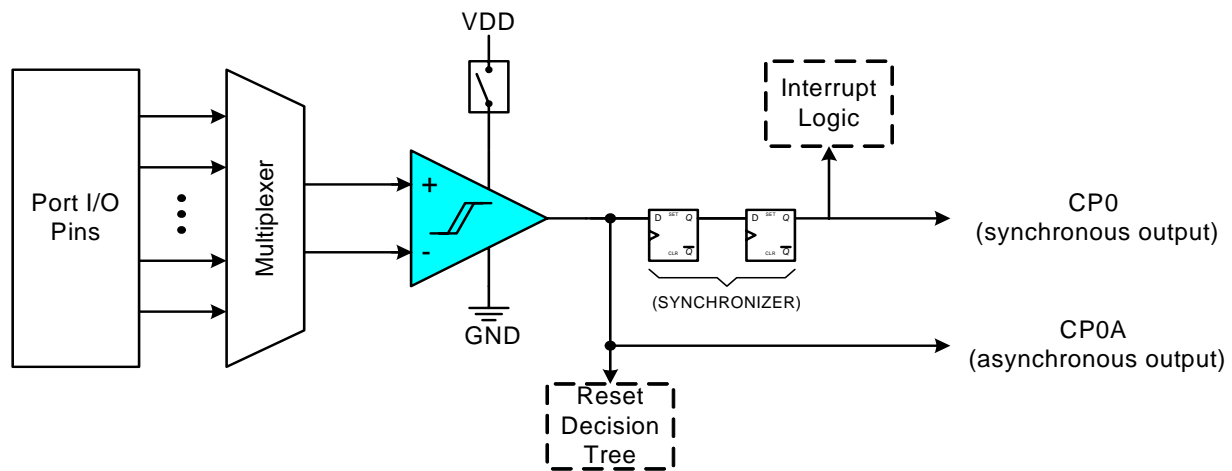 VDD
Port I/O
Pins
Multiplexer
+
-
GND
D
SET
Q
CLR
Q
D
SET
Q
CLR
Q
(SYNCHRONIZER)
Interrupt
Logic
CP0
(synchronous output)
CP0A
(asynchronous output)
Reset
Decision
Tree